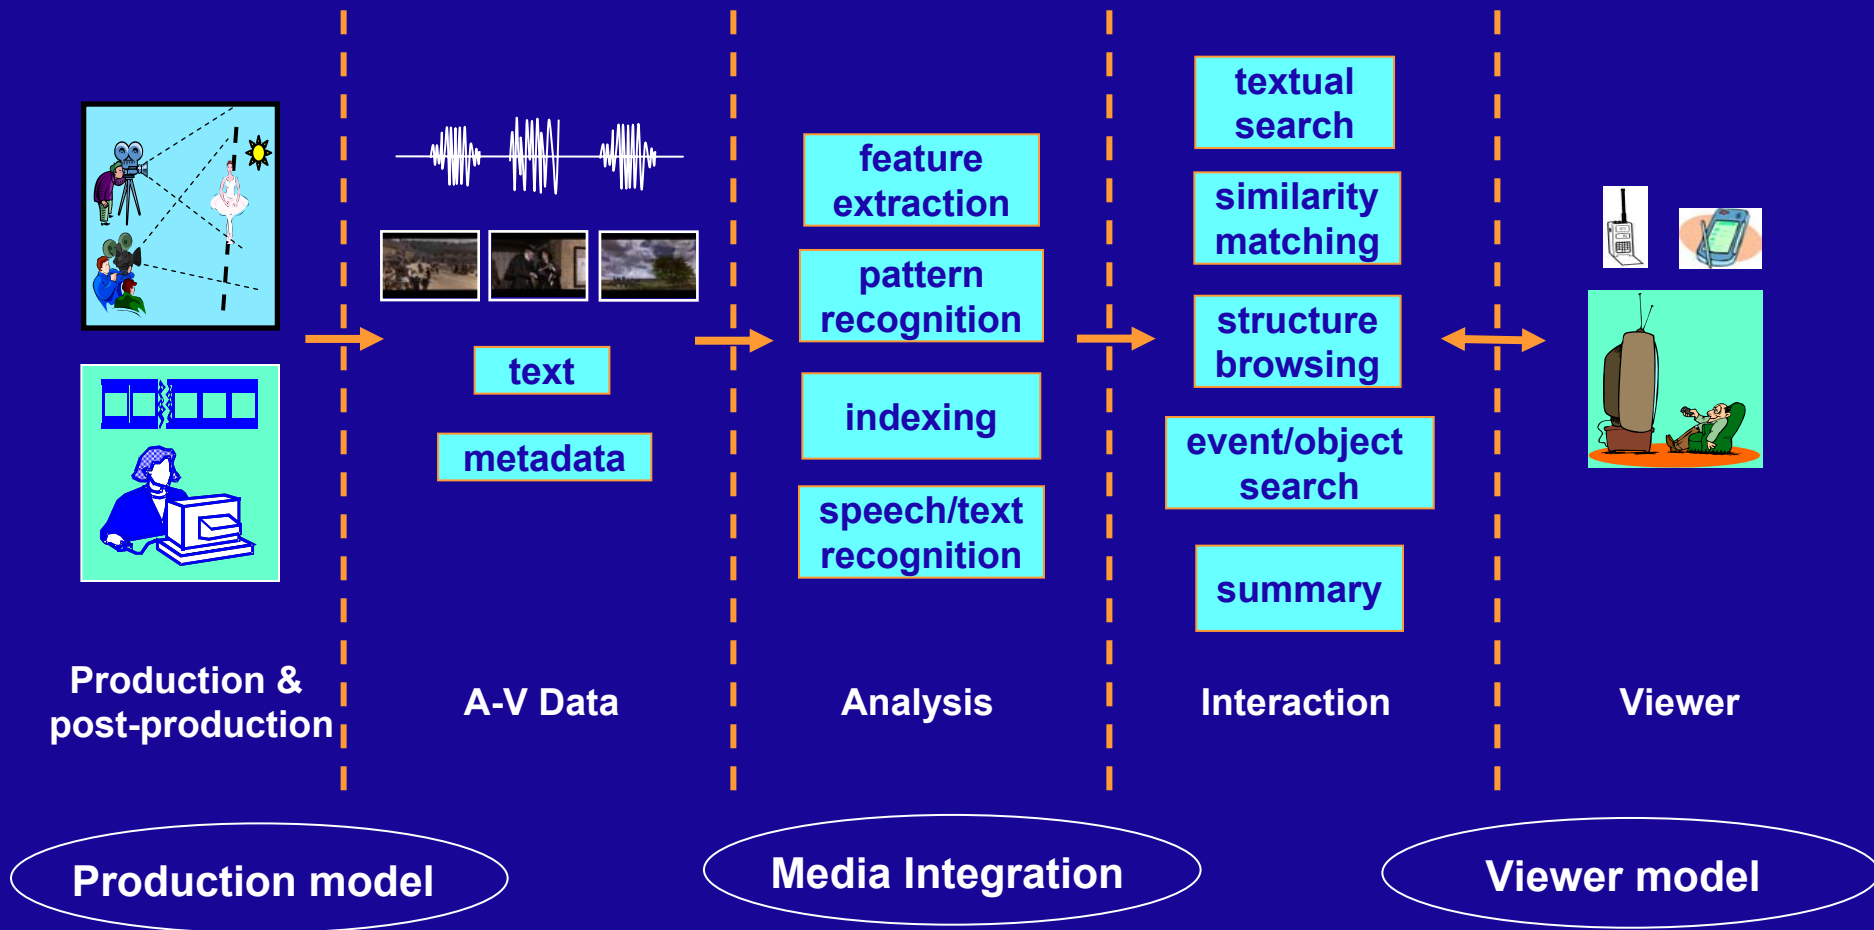 text
metadata
feature
extraction
pattern
recognition
indexing
speech/text
recognition
textual
search
similarity
matching
structure
browsing
event/object
search
summary
Production &
post-production
A-V Data
Analysis
Interaction
Viewer
Production model
Media Integration
Viewer model